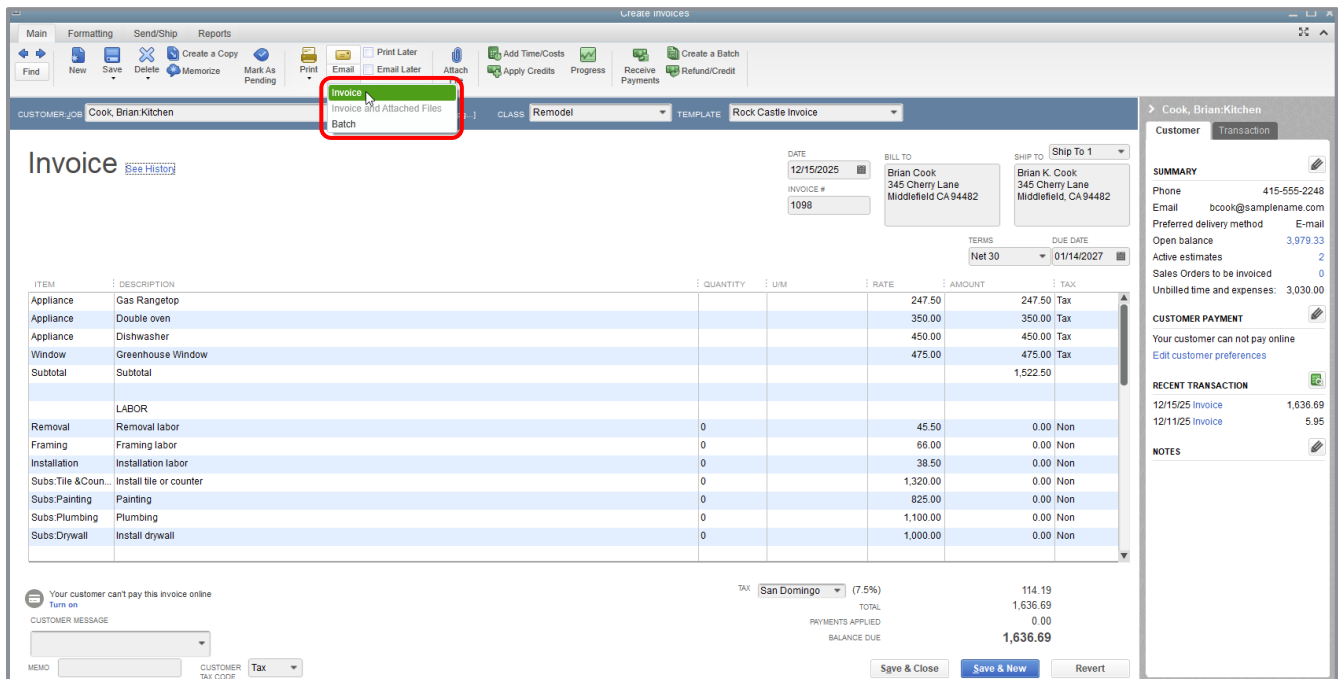 Create Invoices
Main Formatting Send/Ship Reports
Find New Save Delete Create a Copy Memorize Mark As Pending Print Email Print Later Email Later Attach Add Time/Costs Apply Credits Progress Receive Payments Create a Batch Refund/Credit
Invoice
Invoice and Attached Files
Batch
CUSTOMER:JOB Cook, Brian:Kitchen CLASS Remodel TEMPLATE Rock Castle Invoice
Invoice See History
DATE
12/15/2025
INVOICE #
1098
BILL TO
Brian Cook
345 Cherry Lane
Middlefield CA 94482
SHIP TO Ship To 1
Brian K. Cook
345 Cherry Lane
Middlefield, CA 94482
TERMS DUE DATE
Net 30 01/14/2027
ITEM DESCRIPTION QUANTITY U/M RATE AMOUNT TAX
Appliance Gas Rangetop 247.50 247.50 Tax
Appliance Double oven 350.00 350.00 Tax
Appliance Dishwasher 450.00 450.00 Tax
Window Greenhouse Window 475.00 475.00 Tax
Subtotal Subtotal 1,522.50
LABOR
Removal Removal labor 0 45.50 0.00 Non
Framing Framing labor 0 66.00 0.00 Non
Installation Installation labor 0 38.50 0.00 Non
Subs:Tile &Coun... Install tile or counter 0 1,320.00 0.00 Non
Subs:Painting Painting 0 825.00 0.00 Non
Subs:Plumbing Plumbing 0 1,100.00 0.00 Non
Subs:Drywall Install drywall 0 1,000.00 0.00 Non
Your customer can't pay this invoice online
Turn on
CUSTOMER MESSAGE
MEMO
CUSTOMER TAX CODE Tax
TAX San Domingo (7.5%) 114.19
TOTAL 1,636.69
PAYMENTS APPLIED 0.00
BALANCE DUE 1,636.69
Save & Close Save & New Revert
Cook, Brian:Kitchen
Customer Transaction
SUMMARY
Phone 415-555-2248
Email bcook@samplename.com
Preferred delivery method E-mail
Open balance 3,979.33
Active estimates 2
Sales Orders to be invoiced 0
Unbilled time and expenses: 3,030.00
CUSTOMER PAYMENT
Your customer can not pay online
Edit customer preferences
RECENT TRANSACTION
12/15/25 Invoice 1,636.69
12/11/25 Invoice 5.95
NOTES